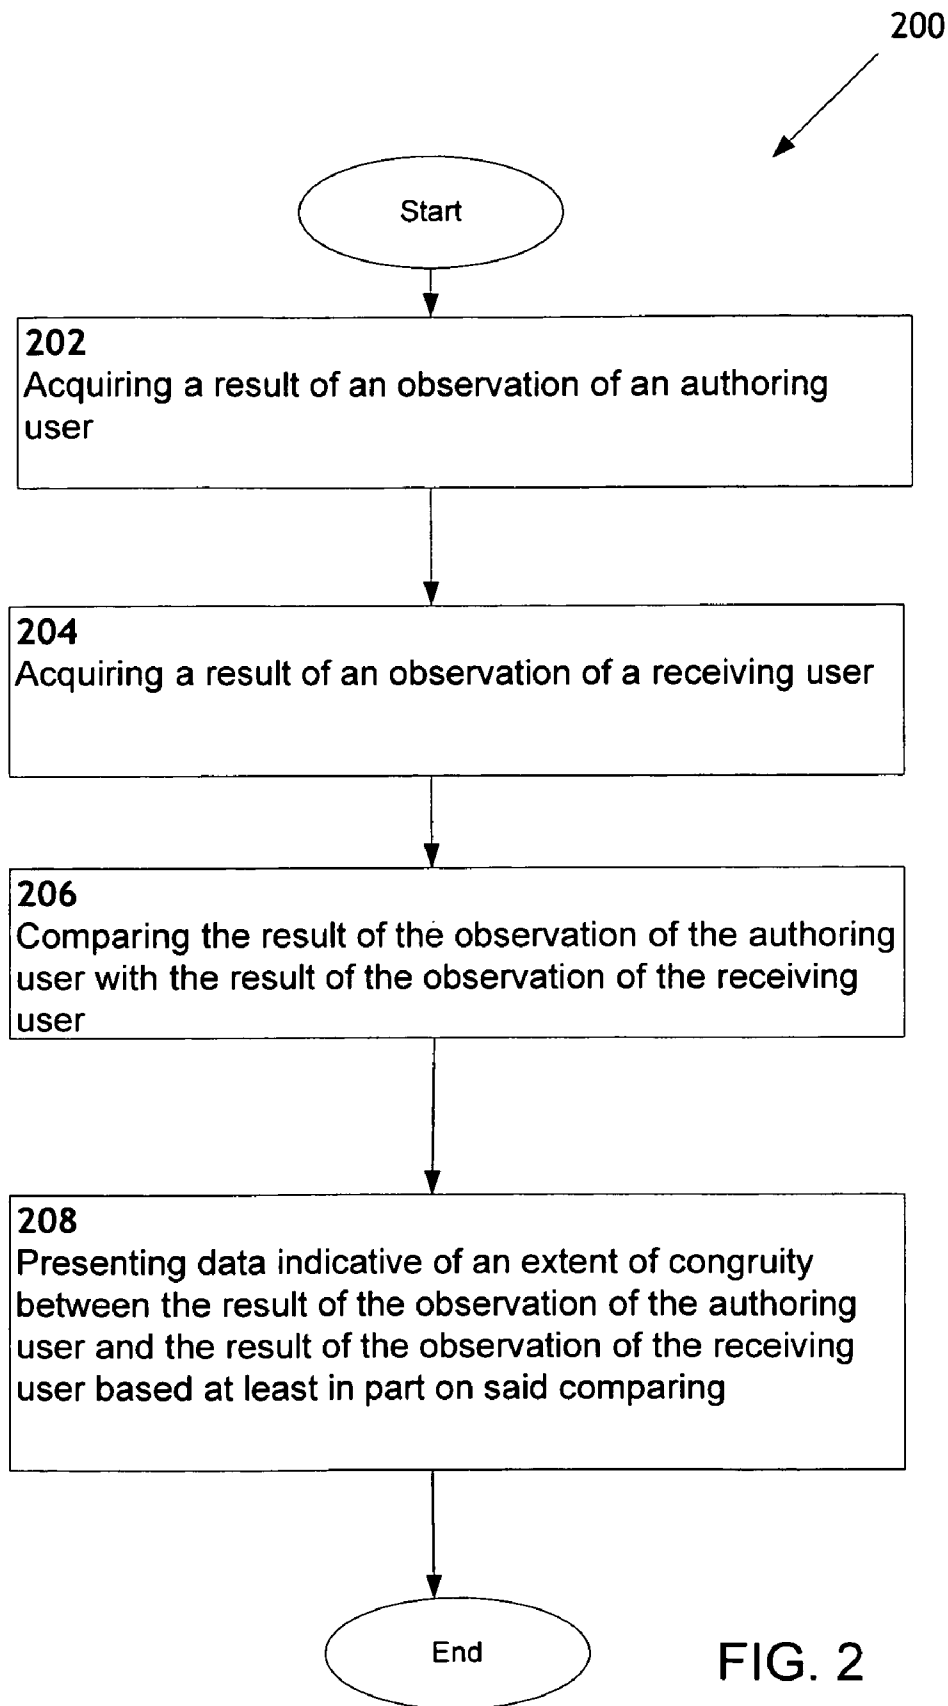 200
Start
202
Acquiring a result of an observation of an authoring
user
204
Acquiring a result of an observation of a receiving user
206
Comparing the result of the observation of the authoring
user with the result of the observation of the receiving
user
208
Presenting data indicative of an extent of congruity
between the result of the observation of the authoring
user and the result of the observation of the receiving
user based at least in part on said comparing
End
FIG. 2